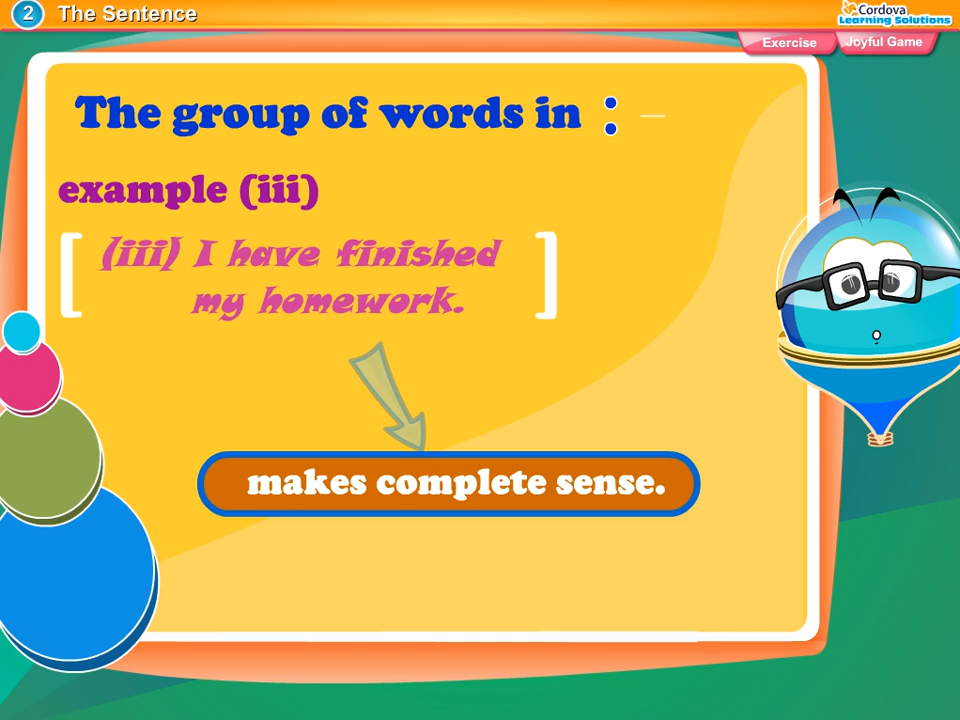 2 The Sentence
Cordova
Learning Solutions
Exercise
Joyful Game
The group of words in : –
example (iii)
[ (iii) I have finished
my homework. ]
makes complete sense.